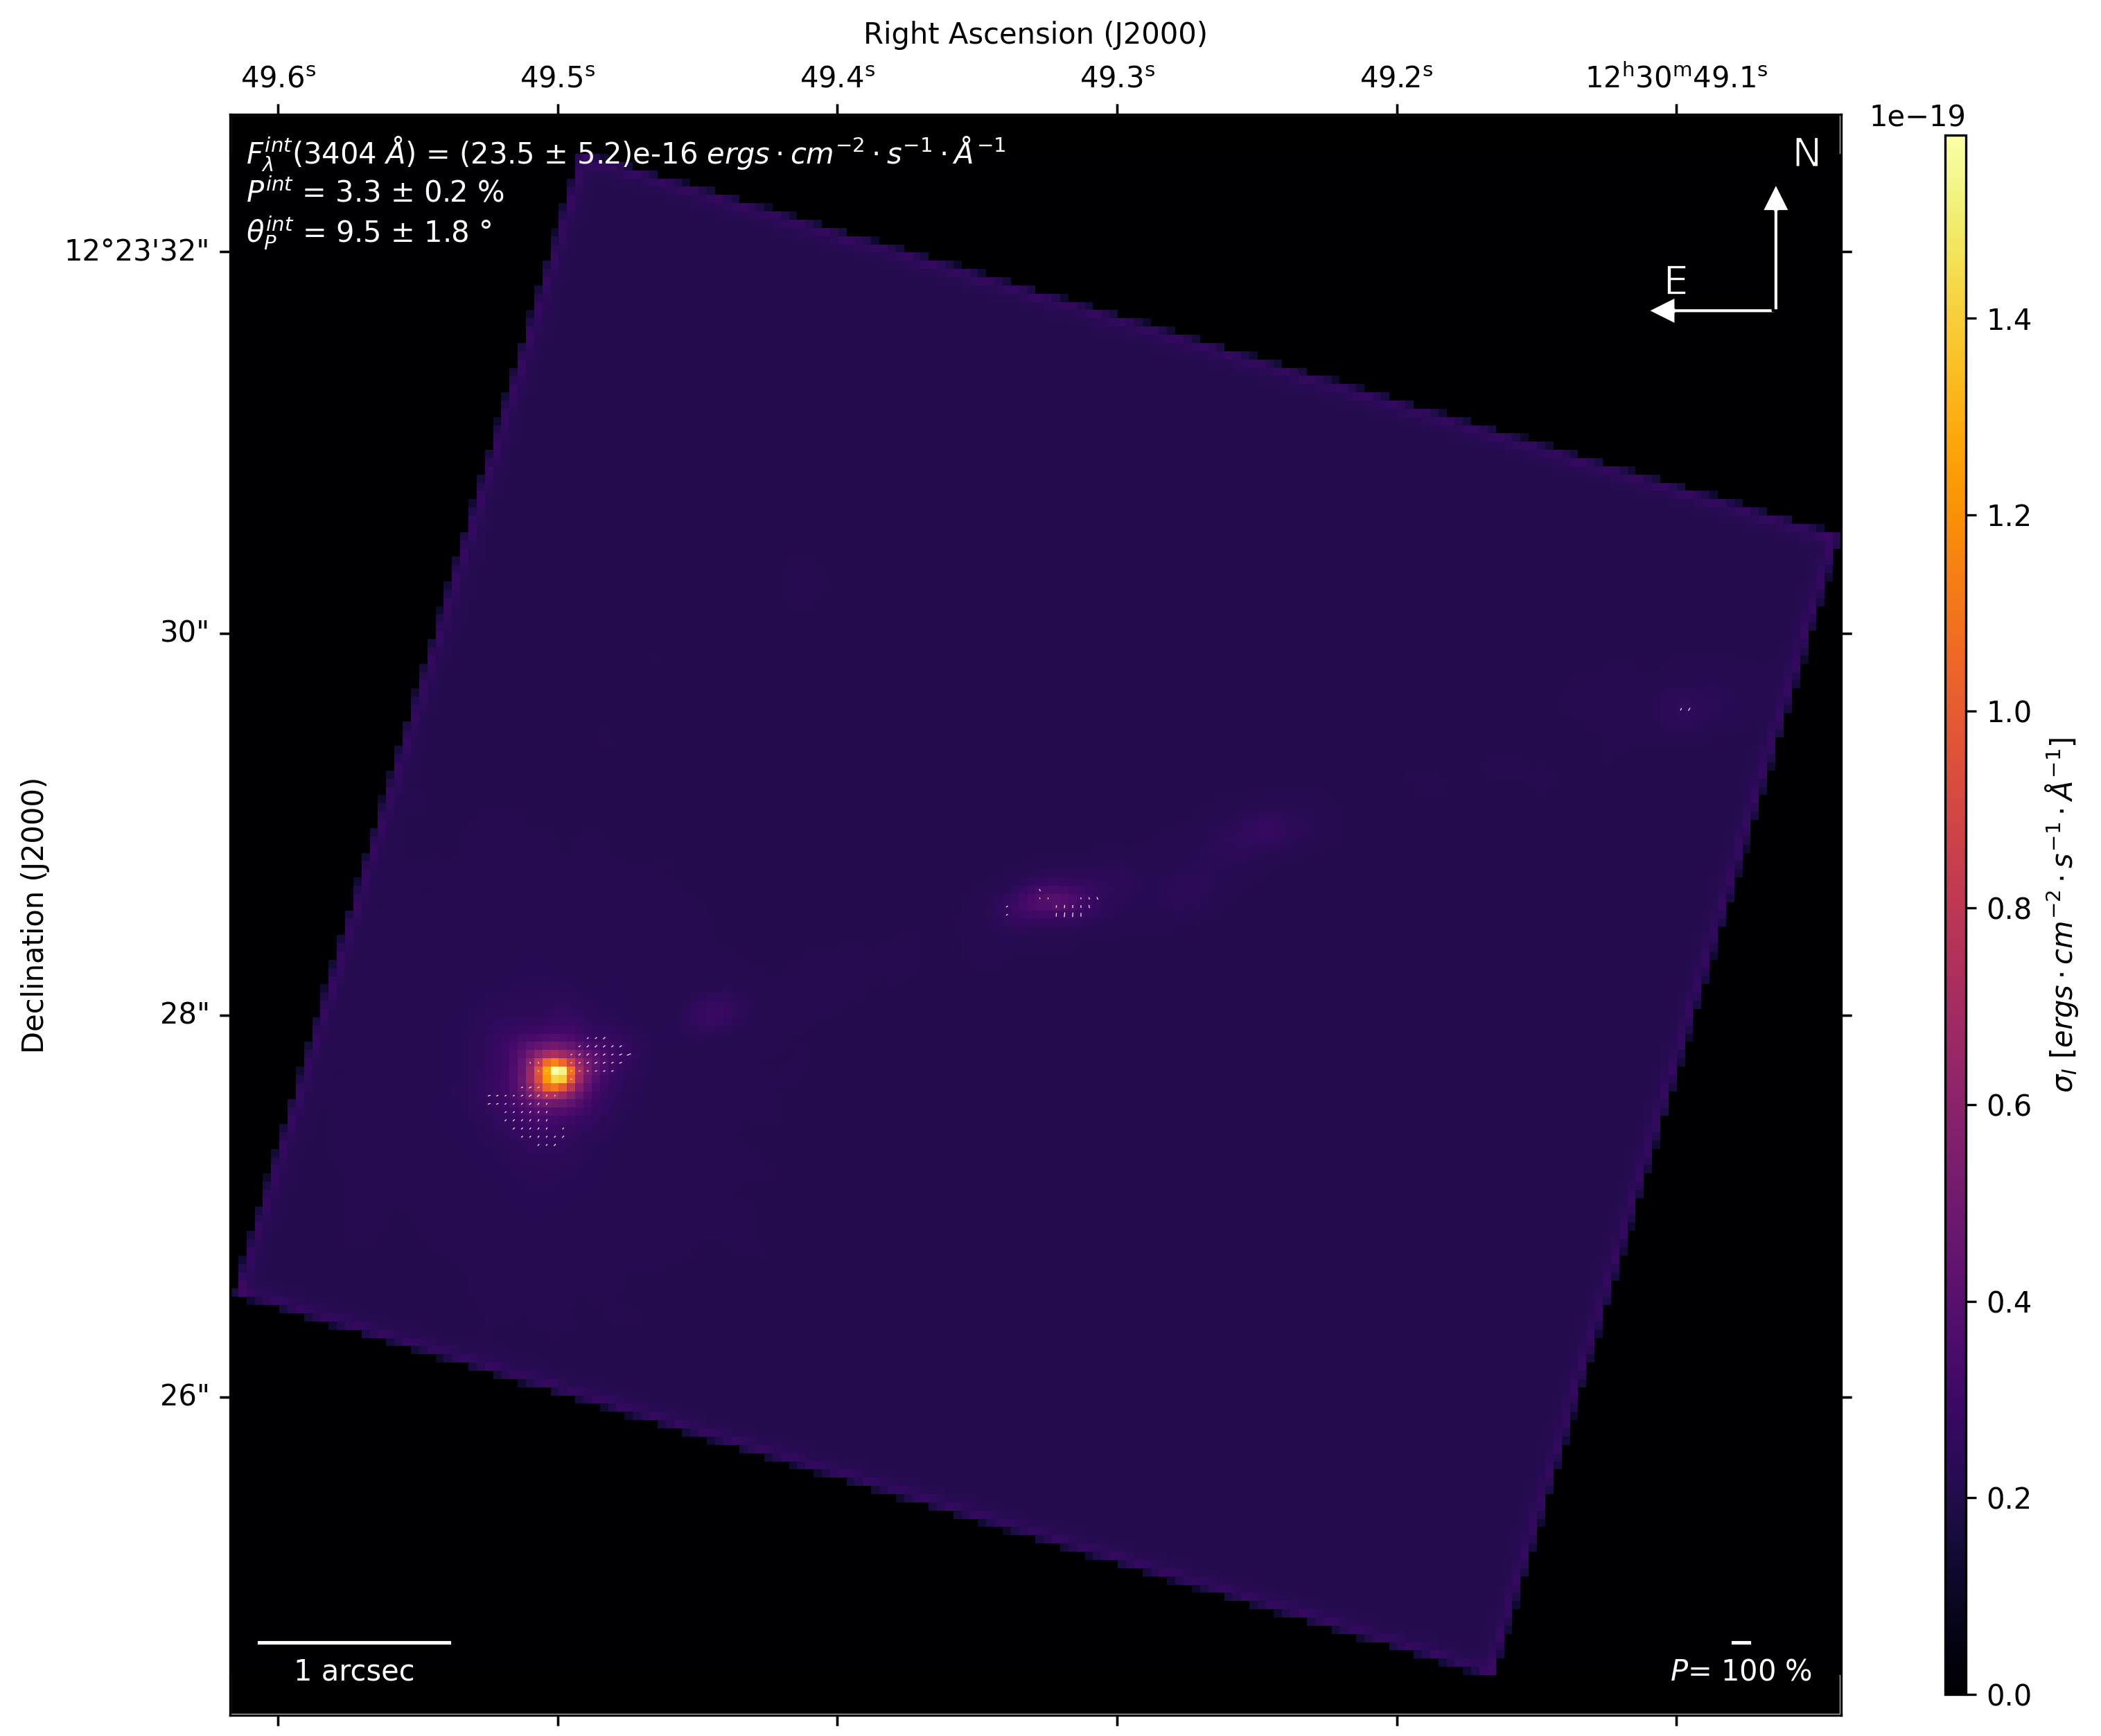 Right Ascension (J2000)
49.6ˢ 49.5ˢ 49.4ˢ 49.3ˢ 49.2ˢ 12ʰ30ᵐ49.1ˢ
1e−19
F_λ^int(3404 Å) = (23.5 ± 5.2)e-16 ergs · cm⁻² · s⁻¹ · Å⁻¹
P^int = 3.3 ± 0.2 %
θ_P^int = 9.5 ± 1.8 °
N
E
12°23'32"
30"
28"
26"
Declination (J2000)
1 arcsec
P= 100 %
1.4
1.2
1.0
0.8
0.6
0.4
0.2
0.0
σ_I [ergs · cm⁻² · s⁻¹ · Å⁻¹]